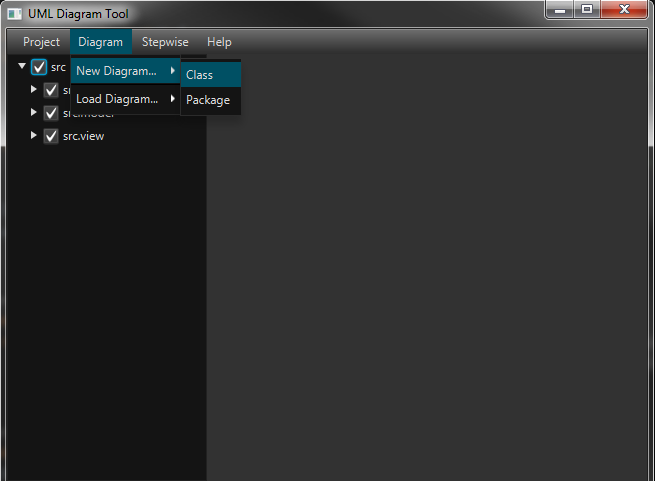 UML Diagram Tool
Project Diagram Stepwise Help
src
New Diagram...
Class
Load Diagram...
Package
src.view